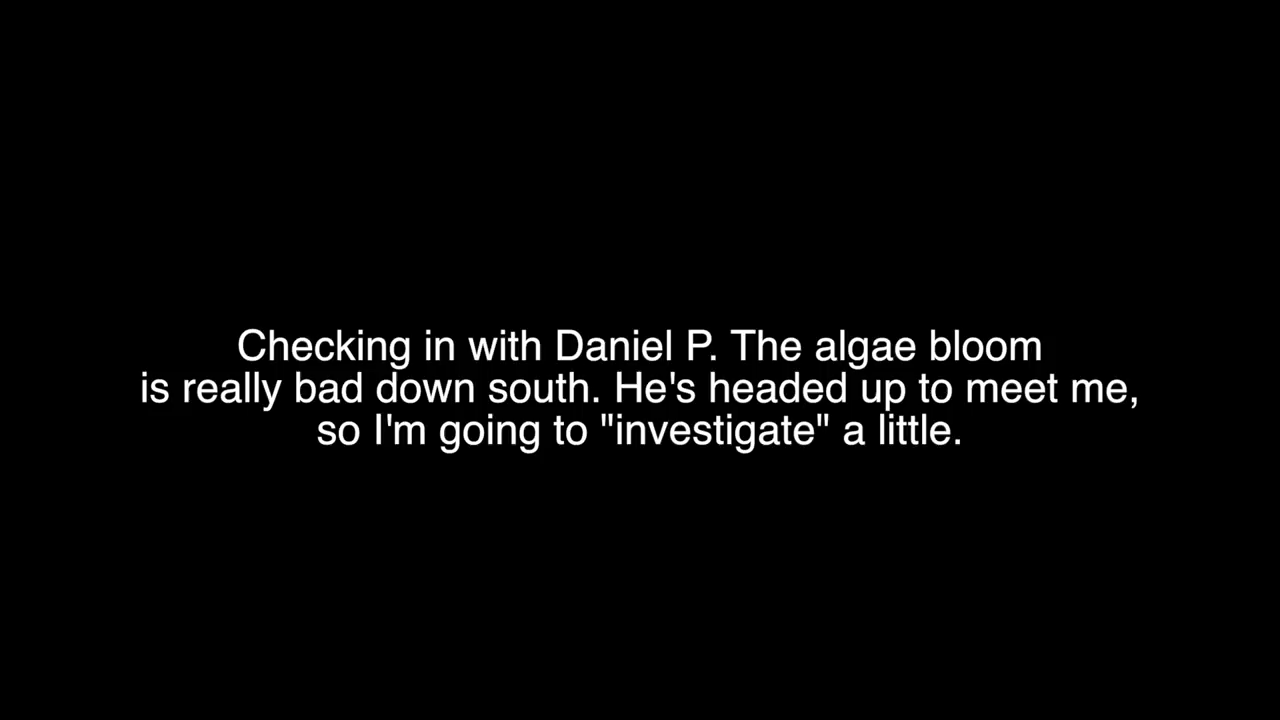 Checking in with Daniel P. The algae bloom
is really bad down south. He's headed up to meet me,
so I'm going to "investigate" a little.